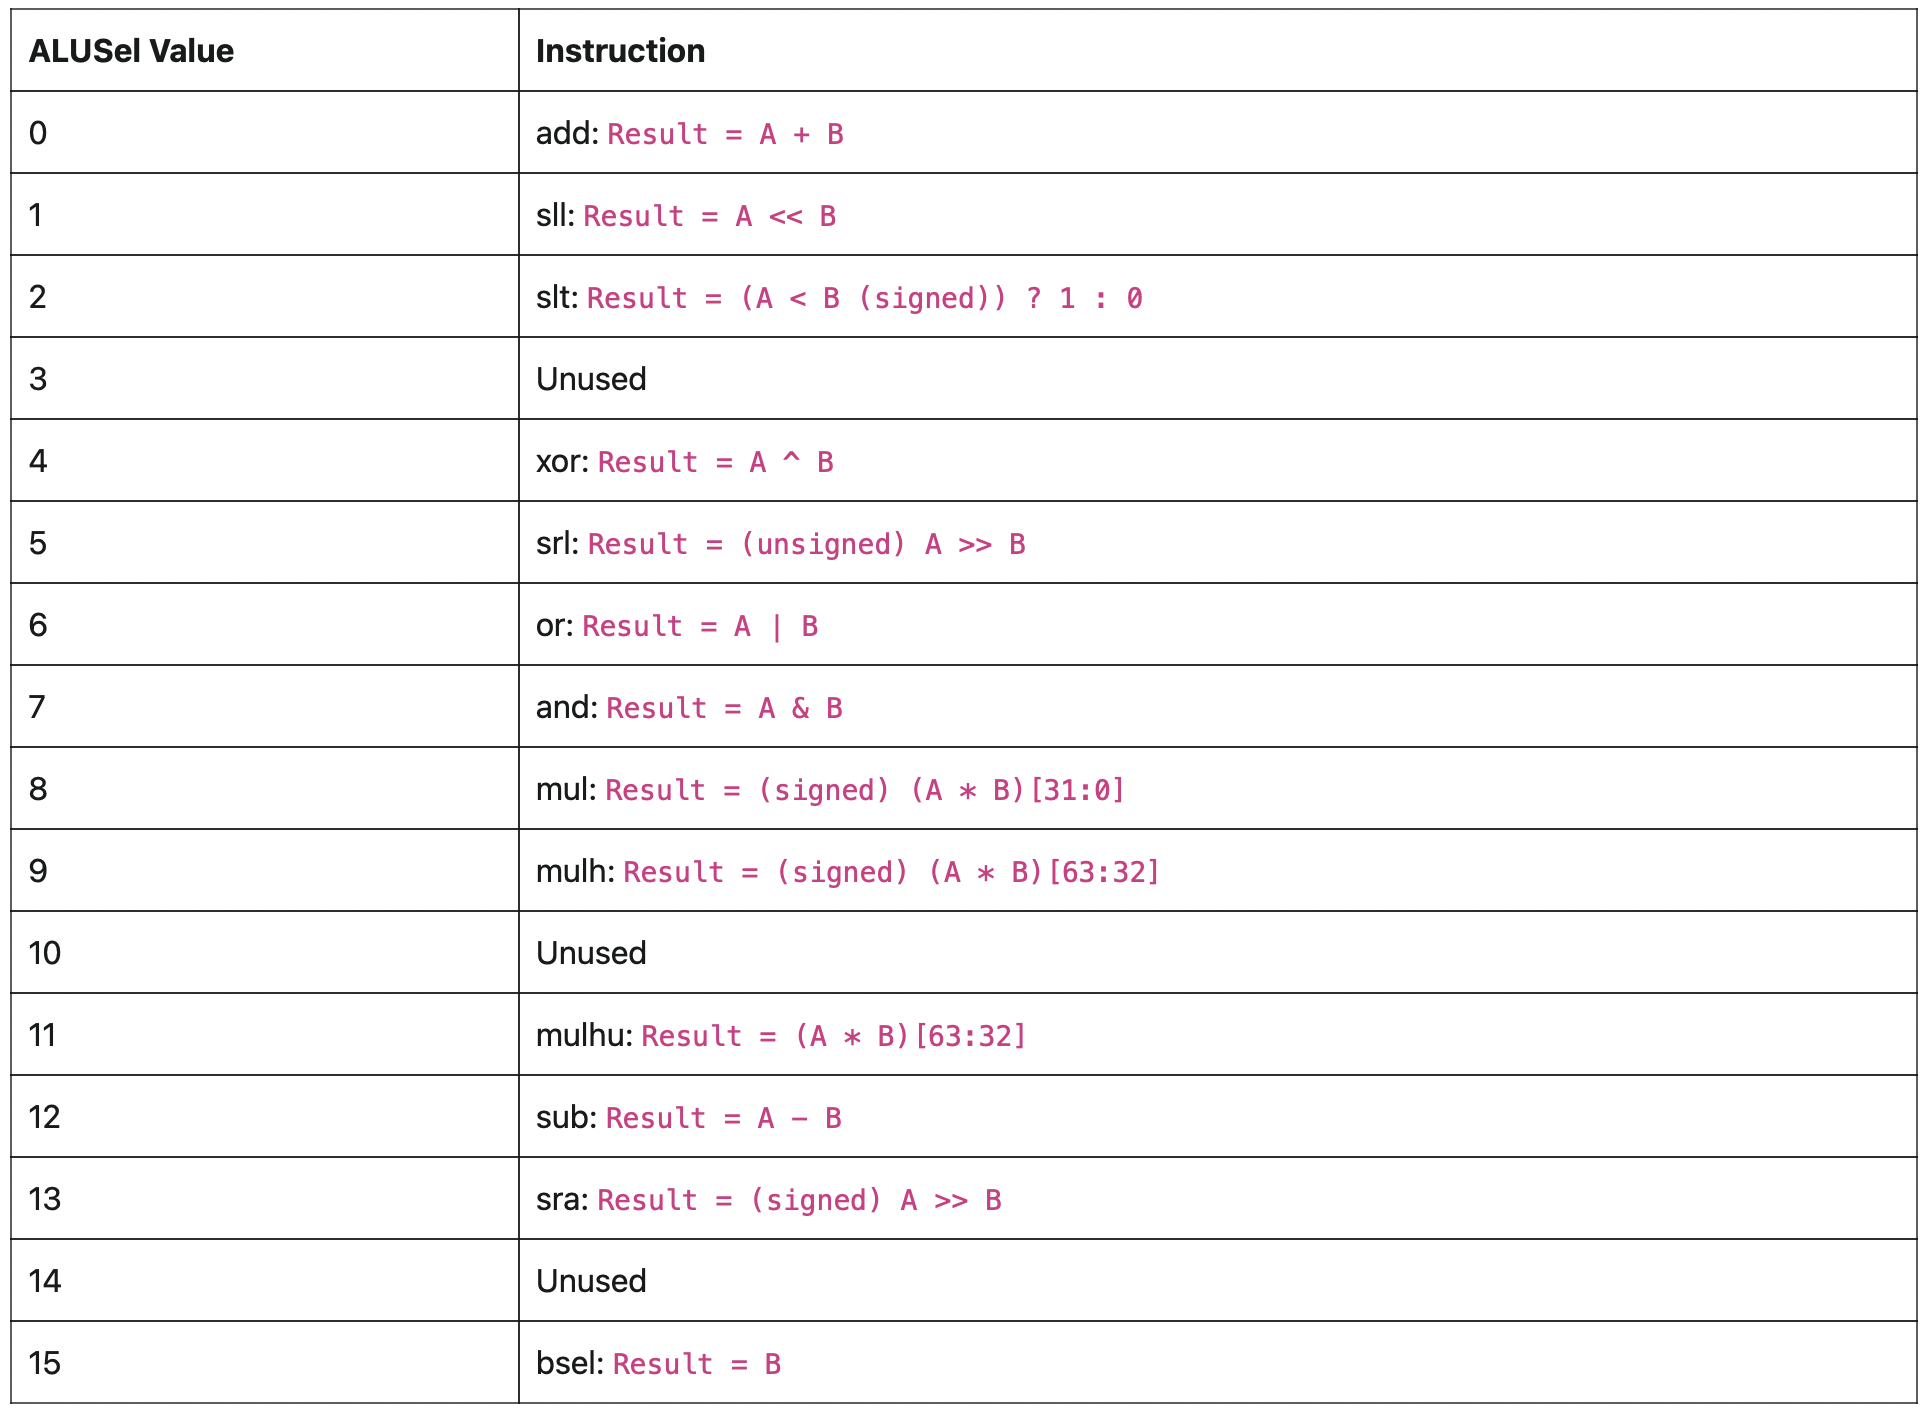 ALUSel Value Instruction
0 add: Result = A + B
1 sll: Result = A << B
2 slt: Result = (A < B (signed)) ? 1 : 0
3 Unused
4 xor: Result = A ^ B
5 srl: Result = (unsigned) A >> B
6 or: Result = A | B
7 and: Result = A & B
8 mul: Result = (signed) (A * B)[31:0]
9 mulh: Result = (signed) (A * B)[63:32]
10 Unused
11 mulhu: Result = (A * B)[63:32]
12 sub: Result = A - B
13 sra: Result = (signed) A >> B
14 Unused
15 bsel: Result = B